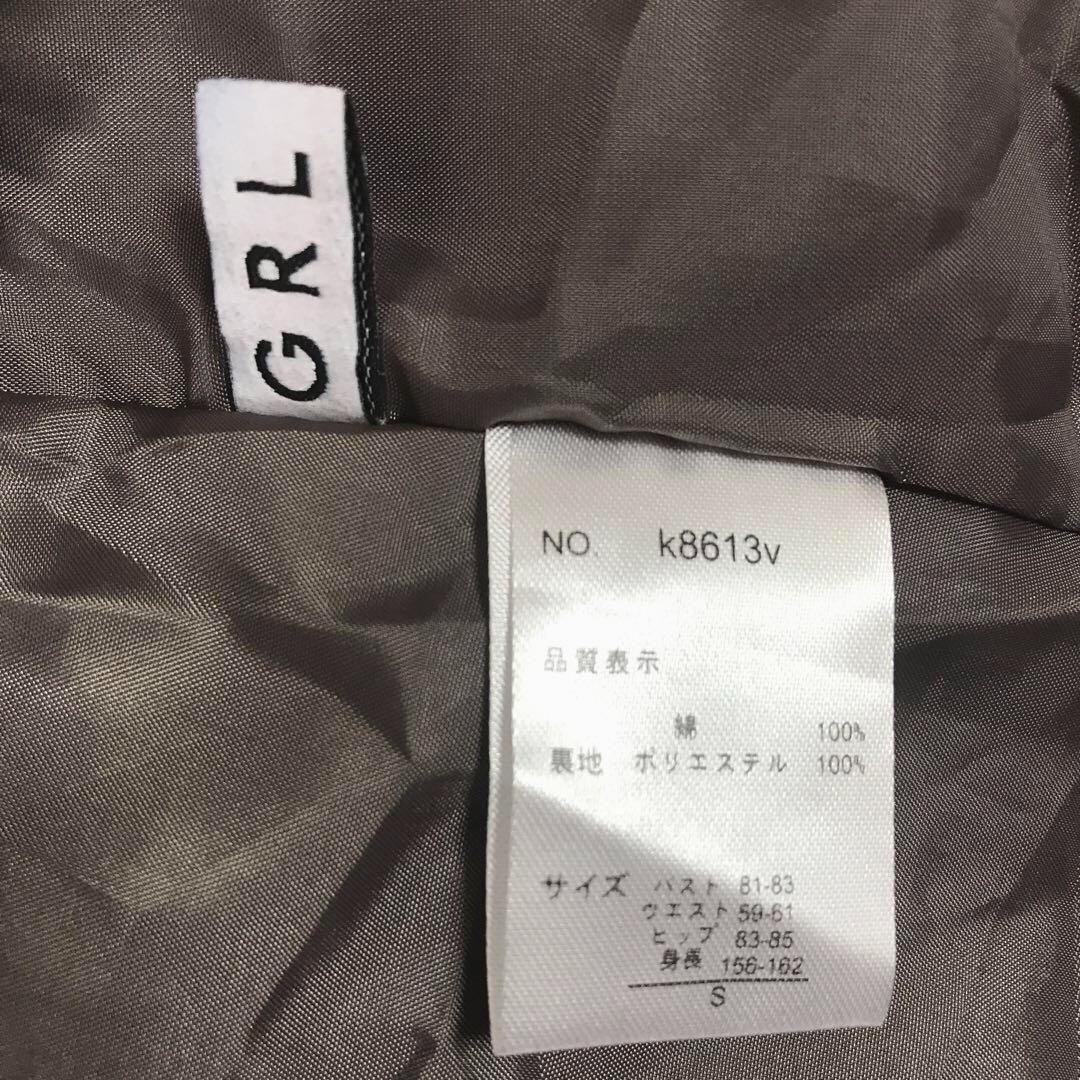 GRL
NO. k8613v
品質表示
綿 100%
裏地 ポリエステル 100%
サイズ バスト 81-83
ウエスト 59-61
ヒップ 83-85
身長 156-162
S